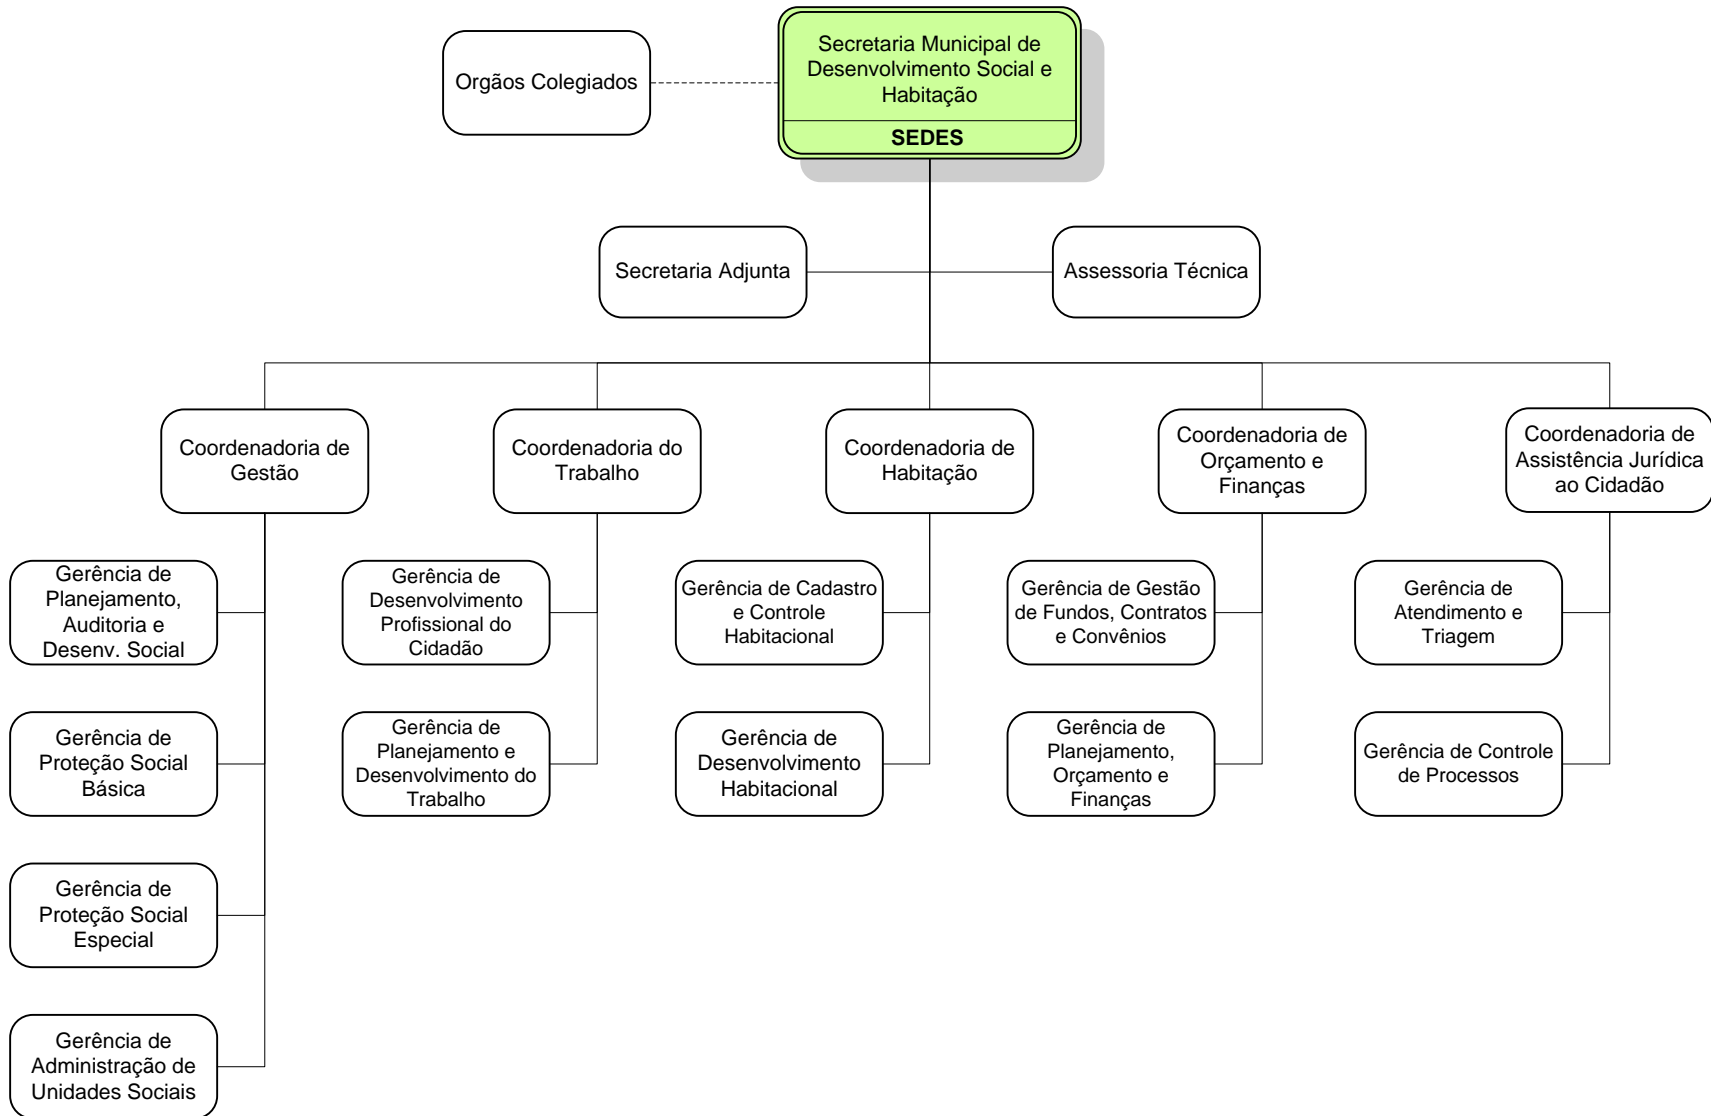 Orgãos Colegiados
Secretaria Municipal de
Desenvolvimento Social e
Habitação
SEDES
Secretaria Adjunta
Assessoria Técnica
Coordenadoria de
Gestão
Coordenadoria do
Trabalho
Coordenadoria de
Habitação
Coordenadoria de
Orçamento e
Finanças
Coordenadoria de
Assistência Jurídica
ao Cidadão
Gerência de
Planejamento,
Auditoria e
Desenv. Social
Gerência de
Desenvolvimento
Profissional do
Cidadão
Gerência de Cadastro
e Controle
Habitacional
Gerência de Gestão
de Fundos, Contratos
e Convênios
Gerência de
Atendimento e
Triagem
Gerência de
Proteção Social
Básica
Gerência de
Planejamento e
Desenvolvimento do
Trabalho
Gerência de
Desenvolvimento
Habitacional
Gerência de
Planejamento,
Orçamento e
Finanças
Gerência de Controle
de Processos
Gerência de
Proteção Social
Especial
Gerência de
Administração de
Unidades Sociais